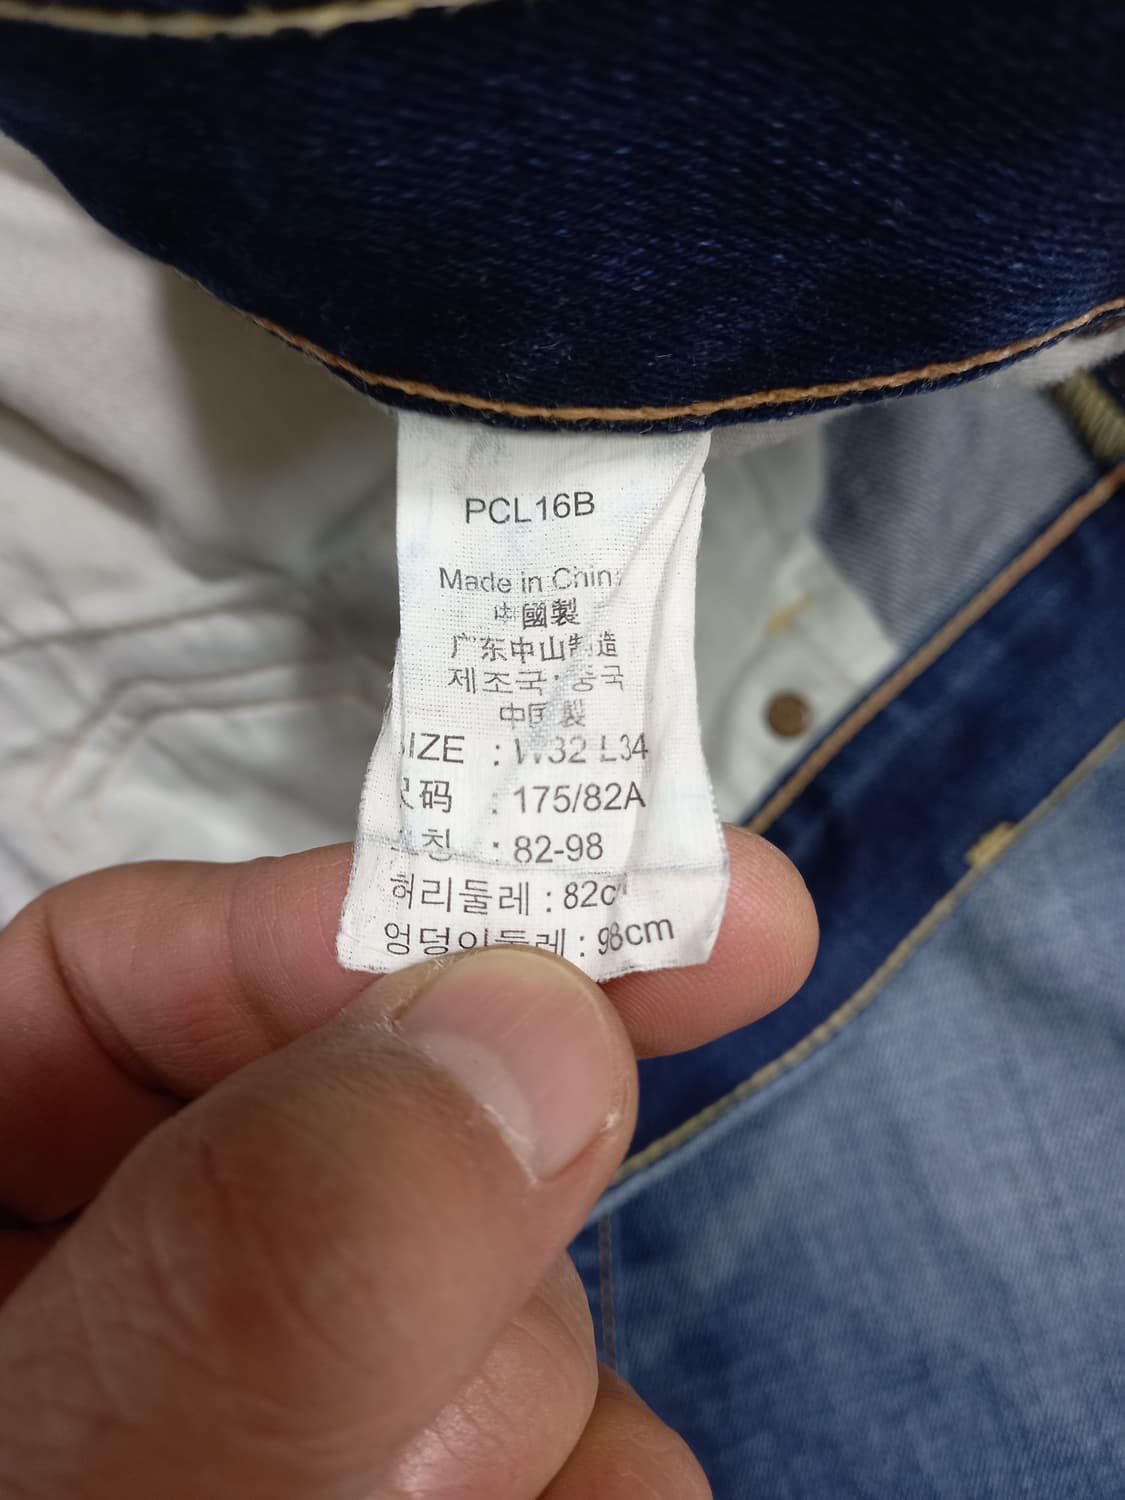 PCL16B
Made in China
中國製
广东中山制造
제조국: 중국
中国製
SIZE : W32 L34
尺码 : 175/82A
호칭 : 82-98
허리둘레 : 82cm
엉덩이둘레 : 98cm